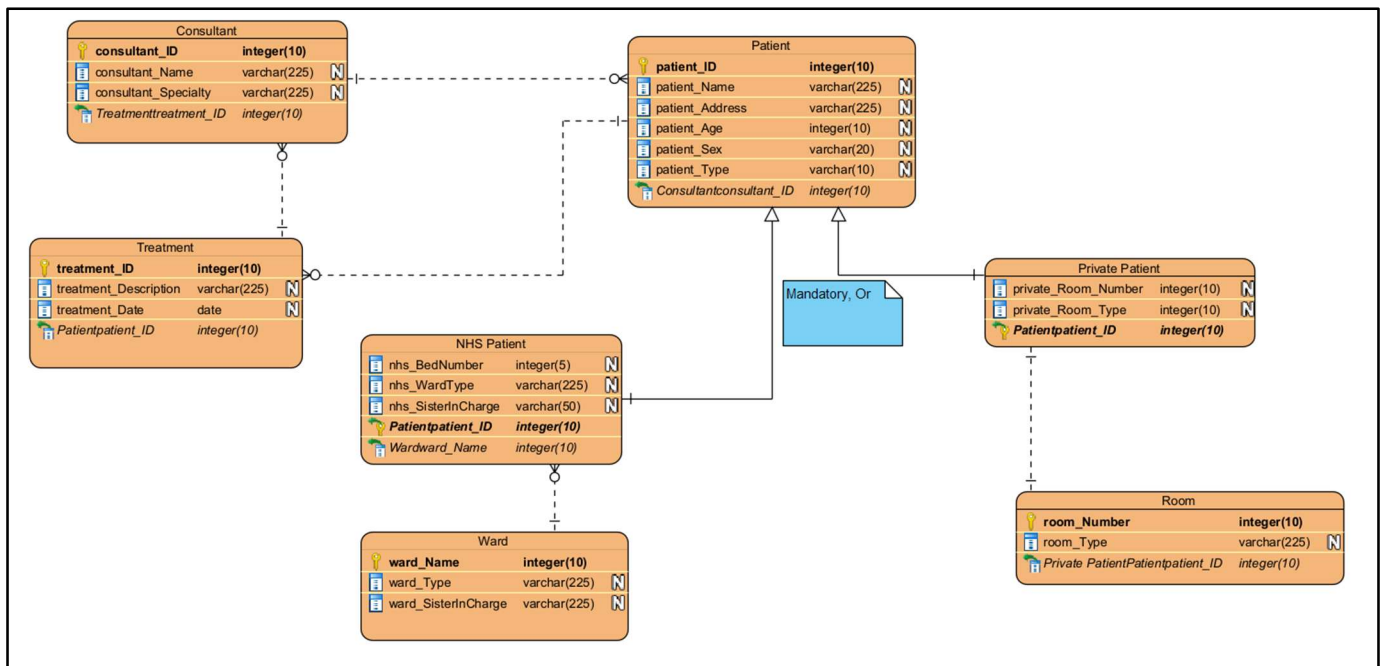 Consultant
consultant_ID integer(10)
consultant_Name varchar(225) N
consultant_Specialty varchar(225) N
Treatmenttreatment_ID integer(10)
Patient
patient_ID integer(10)
patient_Name varchar(225) N
patient_Address varchar(225) N
patient_Age integer(10) N
patient_Sex varchar(20) N
patient_Type varchar(10) N
Consultantconsultant_ID integer(10)
Treatment
treatment_ID integer(10)
treatment_Description varchar(225) N
treatment_Date date N
Patientpatient_ID integer(10)
Mandatory, Or
Private Patient
private_Room_Number integer(10) N
private_Room_Type integer(10) N
Patientpatient_ID integer(10)
NHS Patient
nhs_BedNumber integer(5) N
nhs_WardType varchar(225) N
nhs_SisterInCharge varchar(50) N
Patientpatient_ID integer(10)
Wardward_Name integer(10)
Room
room_Number integer(10)
room_Type varchar(225) N
Private PatientPatientpatient_ID integer(10)
Ward
ward_Name integer(10)
ward_Type varchar(225) N
ward_SisterInCharge varchar(225) N